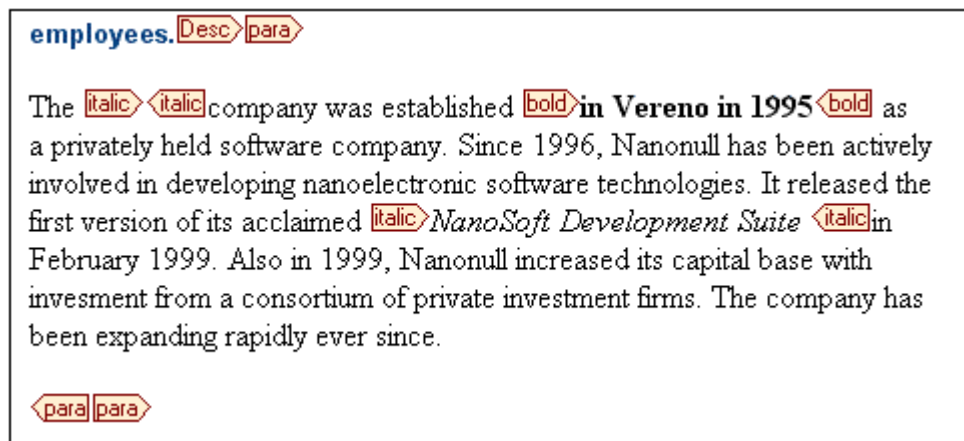 employees. Desc para
The italic italic company was established bold in Vereno in 1995 bold as
a privately held software company. Since 1996, Nanonull has been actively
involved in developing nanoelectronic software technologies. It released the
first version of its acclaimed italic NanoSoft Development Suite italic in
February 1999. Also in 1999, Nanonull increased its capital base with
invesment from a consortium of private investment firms. The company has
been expanding rapidly ever since.
para para